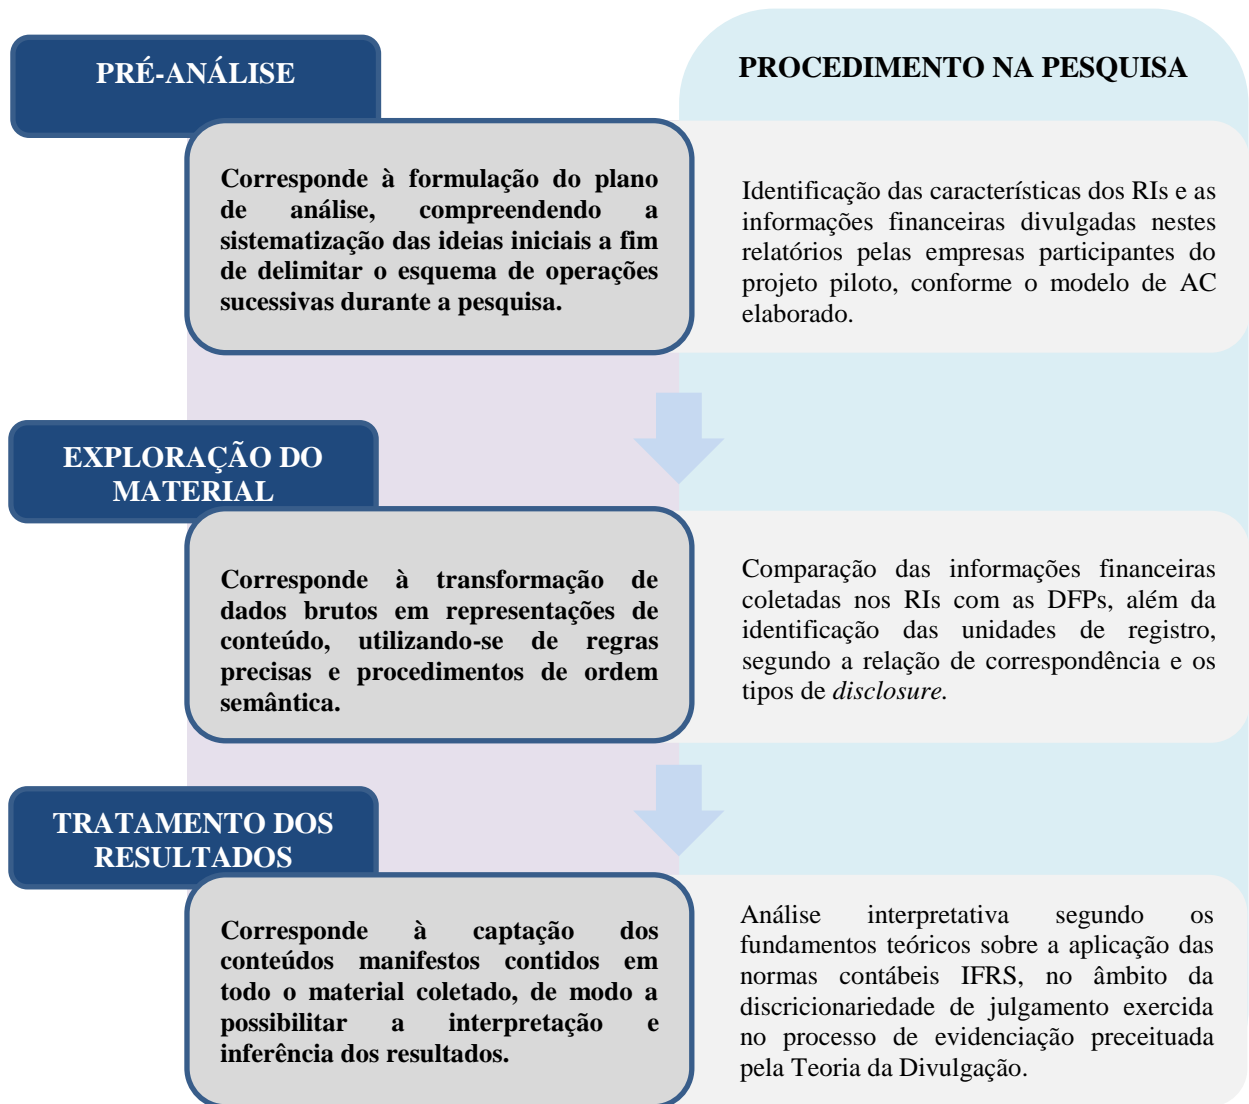 PRÉ-ANÁLISE
PROCEDIMENTO NA PESQUISA
Corresponde à formulação do plano
de análise, compreendendo a
sistematização das ideias iniciais a fim
de delimitar o esquema de operações
sucessivas durante a pesquisa.
Identificação das características dos RIs e as
informações financeiras divulgadas nestes
relatórios pelas empresas participantes do
projeto piloto, conforme o modelo de AC
elaborado.
EXPLORAÇÃO DO
MATERIAL
Corresponde à transformação de
dados brutos em representações de
conteúdo, utilizando-se de regras
precisas e procedimentos de ordem
semântica.
Comparação das informações financeiras
coletadas nos RIs com as DFPs, além da
identificação das unidades de registro,
segundo a relação de correspondência e os
tipos de disclosure.
TRATAMENTO DOS
RESULTADOS
Corresponde à captação dos
conteúdos manifestos contidos em
todo o material coletado, de modo a
possibilitar a interpretação e
inferência dos resultados.
Análise interpretativa segundo os
fundamentos teóricos sobre a aplicação das
normas contábeis IFRS, no âmbito da
discricionariedade de julgamento exercida
no processo de evidenciação preceituada
pela Teoria da Divulgação.